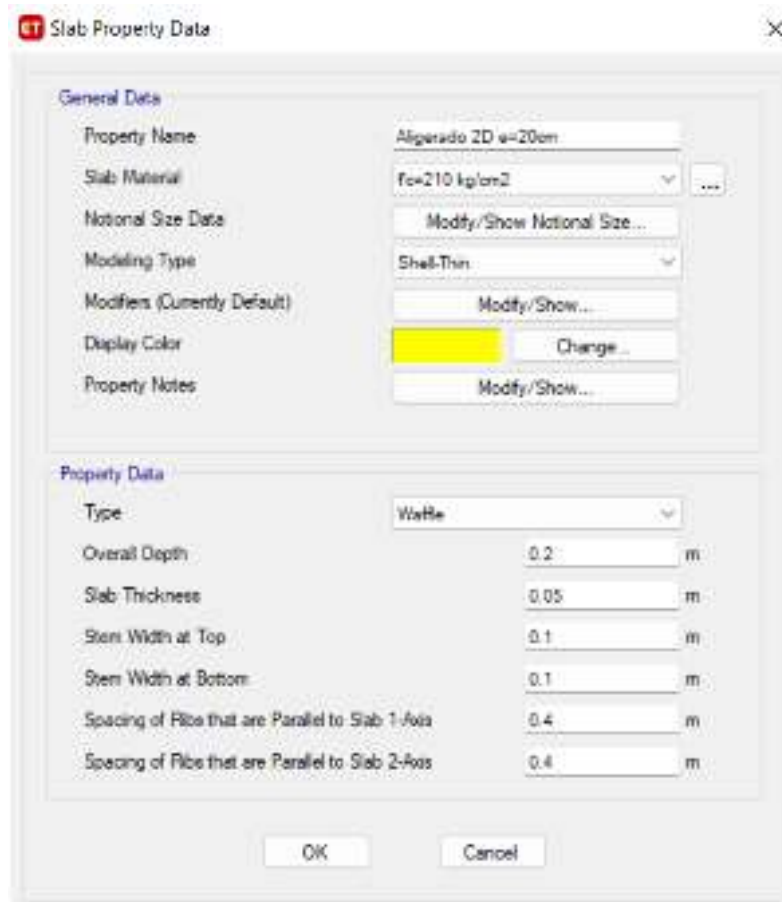 ET Slab Property Data
General Data
Property Name Aligerado 2D e=20cm
Slab Material f'c=210 kg/cm2 ...
Notional Size Data Modify/Show Notional Size...
Modeling Type Shell-Thin
Modifiers (Currently Default) Modify/Show...
Display Color Change...
Property Notes Modify/Show...
Property Data
Type Waffle
Overall Depth 0.2 m
Slab Thickness 0.05 m
Stem Width at Top 0.1 m
Stem Width at Bottom 0.1 m
Spacing of Ribs that are Parallel to Slab 1-Axis 0.4 m
Spacing of Ribs that are Parallel to Slab 2-Axis 0.4 m
OK Cancel